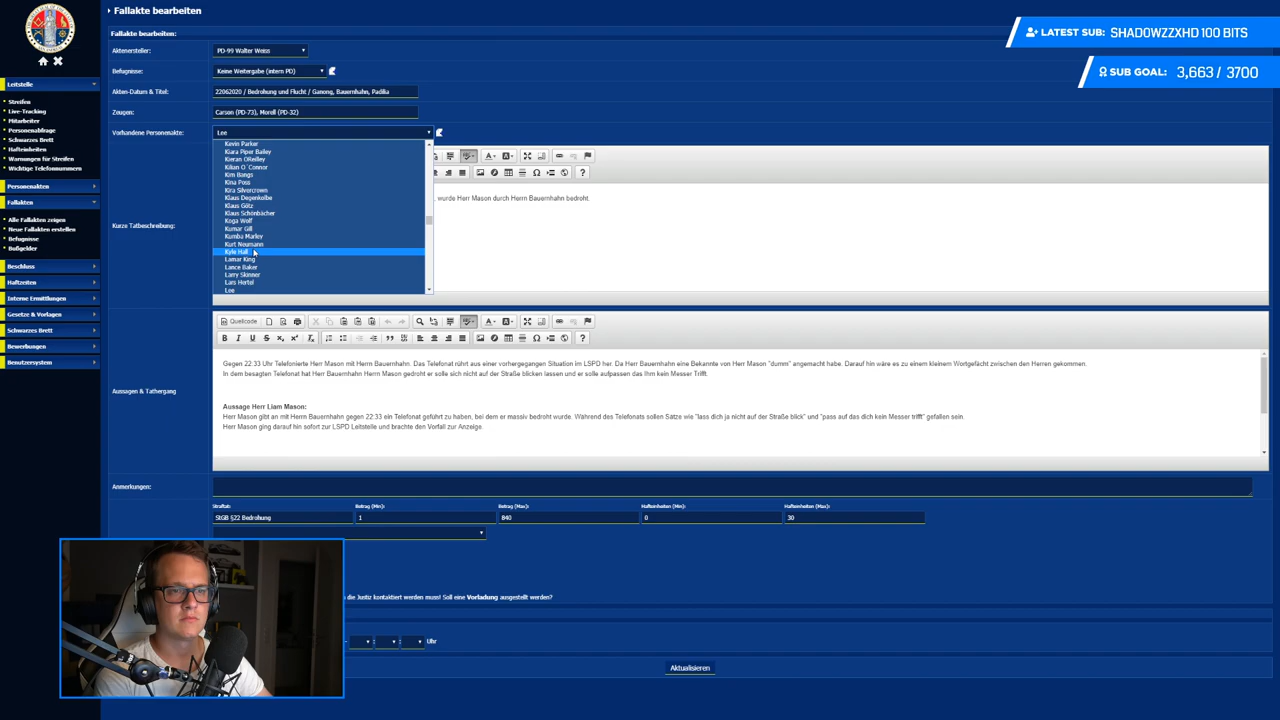 Fallakte bearbeiten
LATEST SUB: SHADOWZZXHD 100 BITS
SUB GOAL: 3,663 / 3700
Fallakte bearbeiten:
Aktenersteller:
PD-99 Walter Weiss
Befugnisse:
Keine Weitergabe (intern PD)
Akten-Datum & Titel:
22062020 / Bedrohung und Flucht / Ganong, Bauernhahn, Padilla
Zeugen:
Carson (PD-73), Morell (PD-32)
Vorhandene Personenakte:
Lee
Kevin Parker
Kiara Piper Bailey
Kieran OReilley
Kilian O´Connor
Kim Bangs
Kina Poss
Kira Silvercrown
Klaus Degenkolbe
Klaus Götz
Klaus Schönbächer
Koga Wolf
Kumar Gill
Kumba Marley
Kurt Neumann
Kyle Hall
Lamar King
Lance Baker
Larry Skinner
Lars Hertel
Lee
Leitstelle
Streifen
Live-Tracking
Mitarbeiter
Personenabfrage
Schwarzes Brett
Hafteinheiten
Warnungen für Streifen
Wichtige Telefonnummern
Personenakten
Fallakten
Alle Fallakten zeigen
Neue Fallakten erstellen
Befugnisse
Bußgelder
Beschluss
Haftzeiten
Interne Ermittlungen
Gesetze & Vorlagen
Schwarzes Brett
Bewerbungen
Benutzersystem
Kurze Tatbeschreibung:
, wurde Herr Mason durch Herrn Bauernhahn bedroht.
Aussagen & Tathergang
Quellcode
Gegen 22:33 Uhr Telefonierte Herr Mason mit Herrn Bauernhahn. Das Telefonat rührt aus einer vorhergegangen Situation im LSPD her. Da Herr Bauernhahn eine Bekannte von Herr Mason "dumm" angemacht habe. Darauf hin wäre es zu einem kleinem Wortgefächt zwischen den Herren gekommen.
In dem besagten Telefonat hat Herr Bauernhahn Herrn Mason gedroht er solle sich nicht auf der Straße blicken lassen und er solle aufpassen das Ihm kein Messer Trifft.
Aussage Herr Liam Mason:
Herr Mason gibt an mit Herrn Bauernhahn gegen 22:33 ein Telefonat geführt zu haben, bei dem er massiv bedroht wurde. Während des Telefonats sollen Sätze wie "lass dich ja nicht auf der Straße blick" und "pass auf das dich kein Messer trifft" gefallen sein.
Herr Mason ging darauf hin sofort zur LSPD Leitstelle und brachte den Vorfall zur Anzeige.
Anmerkungen:
Straftat:
Betrag (Min):
Betrag (Max):
Hafteinheiten (Min):
Hafteinheiten (Max):
StGB §22 Bedrohung
1
840
0
30
die Justiz kontaktiert werden muss! Soll eine Vorladung ausgestellt werden?
: Uhr
Aktualisieren